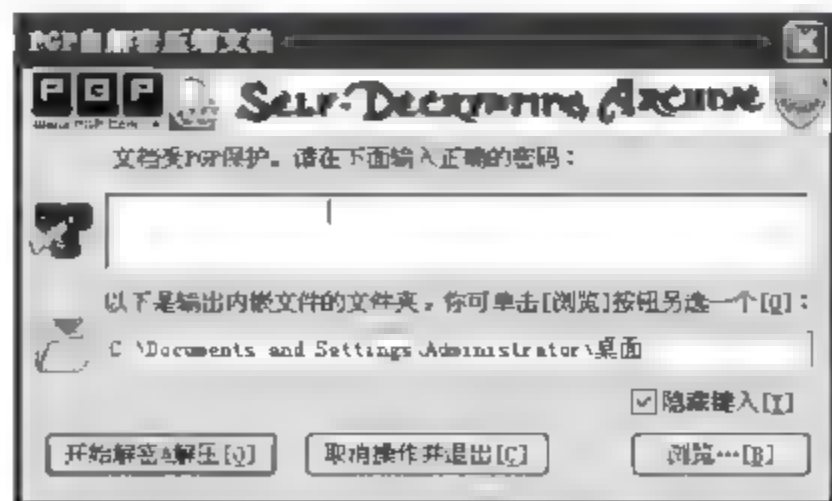 PGP自解密压缩文档
PGP
Self-Decrypting Archive
文档受PGP保护。请在下面输入正确的密码：
以下是输出内嵌文件的文件夹，你可单击[浏览]按钮另选一个[Q]：
C:\Documents and Settings\Administrator\桌面
隐藏键入[Y]
开始解密&解压[Q]
取消操作并退出[C]
浏览…[B]